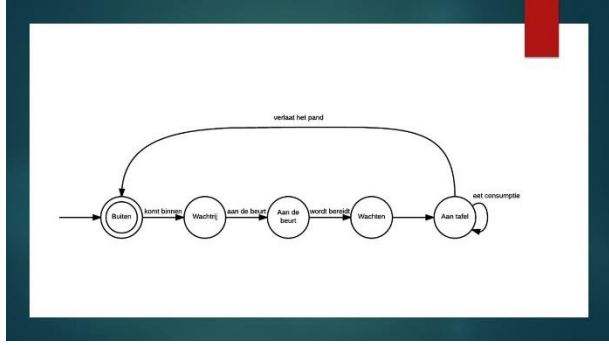 verlaat het pand
eet consumptie
Buiten
komt binnen
Wachtrij
aan de beurt
Aan de
beurt
wordt bereidt
Wachten
Aan tafel